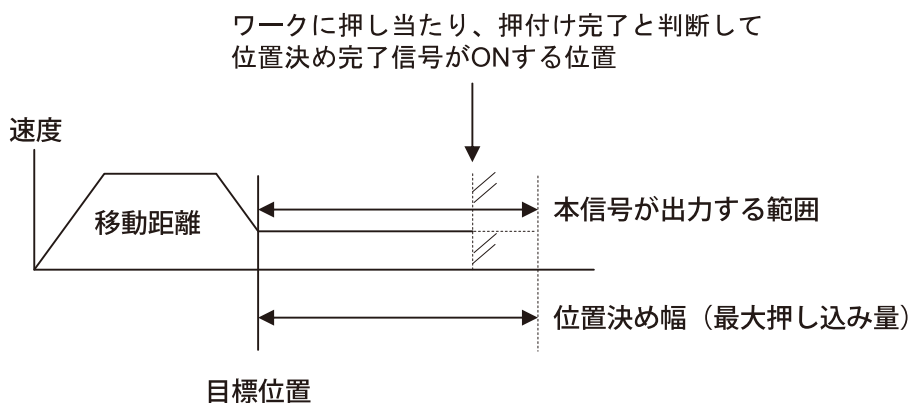 ワークに押し当たり、押付け完了と判断して
位置決め完了信号がONする位置
速度
移動距離
本信号が出力する範囲
位置決め幅（最大押し込み量）
目標位置